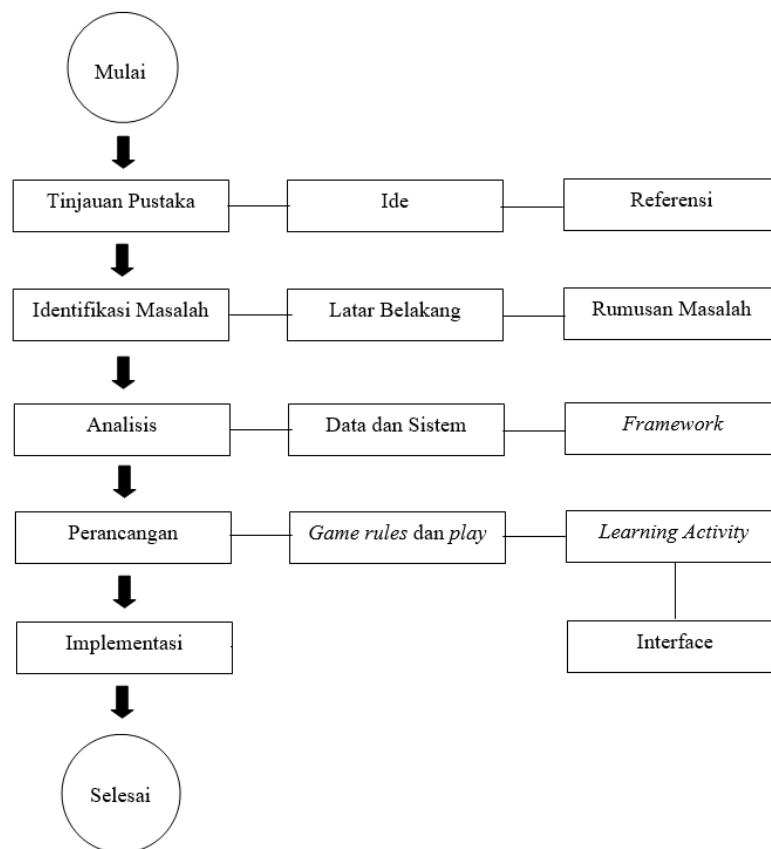 Mulai
Tinjauan Pustaka
Ide
Referensi
Identifikasi Masalah
Latar Belakang
Rumusan Masalah
Analisis
Data dan Sistem
Framework
Perancangan
Game rules dan play
Learning Activity
Implementasi
Interface
Selesai